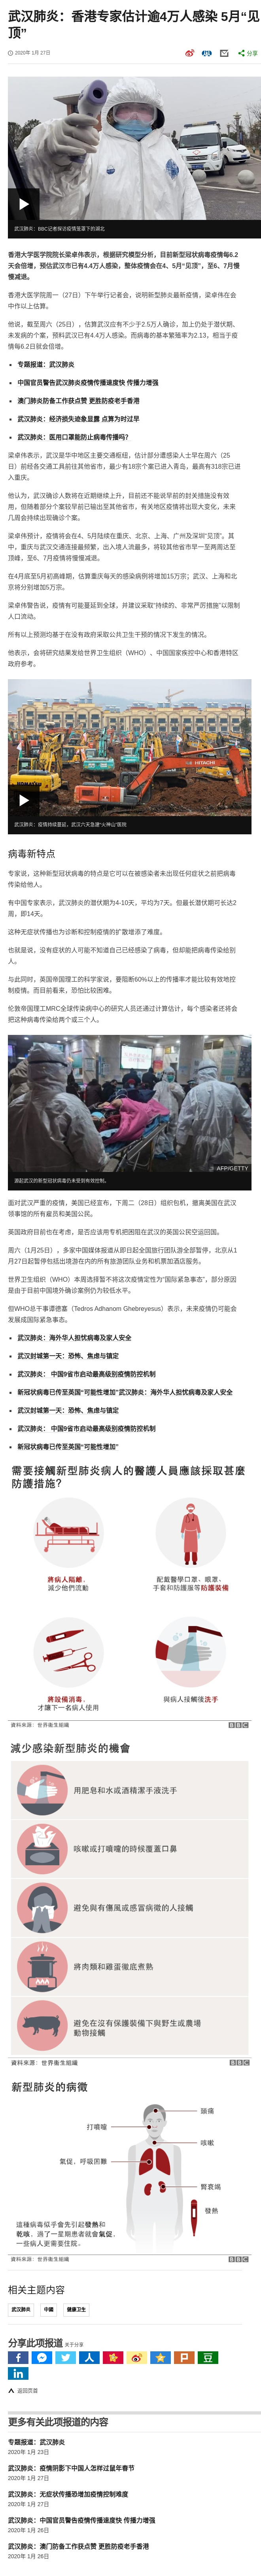 武汉肺炎：香港专家估计逾4万人感染 5月“见
顶”
2020年 1月 27日
分享
武汉肺炎：BBC记者探访疫情笼罩下的湖北
香港大学医学院院长梁卓伟表示，根据研究模型分析，目前新型冠状病毒疫情每6.2
天会倍增，预估武汉市已有4.4万人感染，整体疫情会在4、5月“见顶”，至6、7月慢
慢减退。
香港大医学院周一（27日）下午举行记者会，说明新型肺炎最新疫情，梁卓伟在会
中作以上估算。
他说，截至周六（25日），估算武汉应有不少于2.5万人确诊，加上仍处于潜伏期、
未发病的个案，预料武汉已有4.4万人感染。而病毒的基本繁殖率为2.13，相当于疫
情每6.2日就会倍增。
专题报道：武汉肺炎
中国官员警告武汉肺炎疫情传播速度快 传播力增强
澳门肺炎防备工作获点赞 更胜防疫老手香港
武汉肺炎：经济损失迹象显露 点算为时过早
武汉肺炎：医用口罩能防止病毒传播吗？
梁卓伟表示，武汉是华中地区主要交通枢纽，估计部份遭感染人士早在周六（25
日）前经各交通工具前往其他省市，最少有18宗个案已进入青岛，最高有318宗已进
入重庆。
他认为，武汉确诊人数将在近期继续上升，目前还不能说早前的封关措施没有效
用，但随着部分个案较早前已输出至其他省市，有关地区疫情将出现大变化，未来
几周会持续出现确诊个案。
梁卓伟预计，疫情将会在4、5月陆续在重庆、北京、上海、广州及深圳“见顶”。其
中，重庆与武汉交通连接最频繁，出入境人流最多，将较其他省市早一至两周达至
顶峰，至6、7月疫情将慢慢减退。
在4月底至5月初高峰期，估算重庆每天的感染病例将增加15万宗；武汉、上海和北
京将分别增加5万宗。
梁卓伟警告说，疫情有可能蔓延到全球，并建议采取“持续的、非常严厉措施”以限制
人口流动。
所有以上预测均基于在没有政府采取公共卫生干预的情况下发生的情况。
他表示，会将研究结果发给世界卫生组织（WHO）、中国国家疾控中心和香港特区
政府参考。
武汉肺炎：疫情持续蔓延，武汉六天急建“火神山”医院
病毒新特点
专家说，这种新型冠状病毒的特点是它可以在被感染者未出现任何症状之前把病毒
传染给他人。
有中国专家表示，武汉肺炎的潜伏期为4-10天，平均为7天。但最长潜伏期可长达2
周，即14天。
这种无症状传播也为诊断和控制疫情的扩散增添了难度。
也就是说，没有症状的人可能不知道自己已经感染了病毒，但却能把病毒传染给别
人。
与此同时，英国帝国理工的科学家说，要阻断60%以上的传播率才能比较有效地控
制疫情。而目前看来，恐怕比较困难。
伦敦帝国理工MRC全球传染病中心的研究人员还通过计算估计，每个感染者还将会
把这种病毒传染给两个或三个人。
AFP/GETTY
源起武汉的新型冠状病毒仍未受到有效控制。
面对武汉严重的疫情，美国已经宣布，下周二（28日）组织包机，撤离美国在武汉
领事馆的所有雇员和美国公民。
英国政府目前也在考虑，是否应该用专机把困阻在武汉的英国公民空运回国。
周六（1月25日），多家中国媒体报道从即日起全国旅行团队游全部暂停，北京从1
月27日起暂停包括出境游在内的所有旅游团队业务和机票加酒店服务。
世界卫生组织（WHO）本周选择暂不将这次疫情定性为“国际紧急事态”，部分原因
是由于目前中国境外确诊案例仍为较低水平。
但WHO总干事谭德塞（Tedros Adhanom Ghebreyesus）表示，未来疫情仍可能会
发展成国际紧急事态。
武汉肺炎：海外华人担忧病毒及家人安全
武汉封城第一天：恐怖、焦虑与镇定
武汉肺炎：中国9省市启动最高级别疫情防控机制
新冠状病毒已传至英国“可能性增加”武汉肺炎：海外华人担忧病毒及家人安全
武汉封城第一天：恐怖、焦虑与镇定
武汉肺炎：中国9省市启动最高级别疫情防控机制
新冠状病毒已传至英国“可能性增加”
需要接觸新型肺炎病人的醫護人員應該採取甚麼
防護措施？
將病人隔離，
減少他們流動
配戴醫學口罩、眼罩、
手套和防護服等防護裝備
將設備消毒，
才讓下一名病人使用
與病人接觸後洗手
資料來源：世界衛生組織
BBC
減少感染新型肺炎的機會
用肥皂和水或酒精潔手液洗手
咳嗽或打噴嚏的時候覆蓋口鼻
避免與有傷風或感冒病徵的人接觸
將肉類和雞蛋徹底煮熟
避免在沒有保護裝備下與野生或農場
動物接觸
資料來源：世界衛生組織
BBC
新型肺炎的病徵
頭痛
打噴嚏
咳嗽
氣促，呼吸困難
腎衰竭
發熱
這種病毒似乎會先引起發熱和
乾咳，過了一星期患者就會氣促，
一些病人更需要住院。
資料來源：世界衛生組織
BBC
相关主题内容
武汉肺炎
中國
健康卫生
分享此项报道 关于分享
返回页首
更多有关此项报道的内容
专题报道：武汉肺炎
2020年 1月 23日
武汉肺炎：疫情阴影下中国人怎样过鼠年春节
2020年 1月 27日
武汉肺炎：无症状传播恐增加疫情控制难度
2020年 1月 27日
武汉肺炎：中国官员警告疫情传播速度快 传播力增强
2020年 1月 26日
武汉肺炎：澳门防备工作获点赞 更胜防疫老手香港
2020年 1月 26日